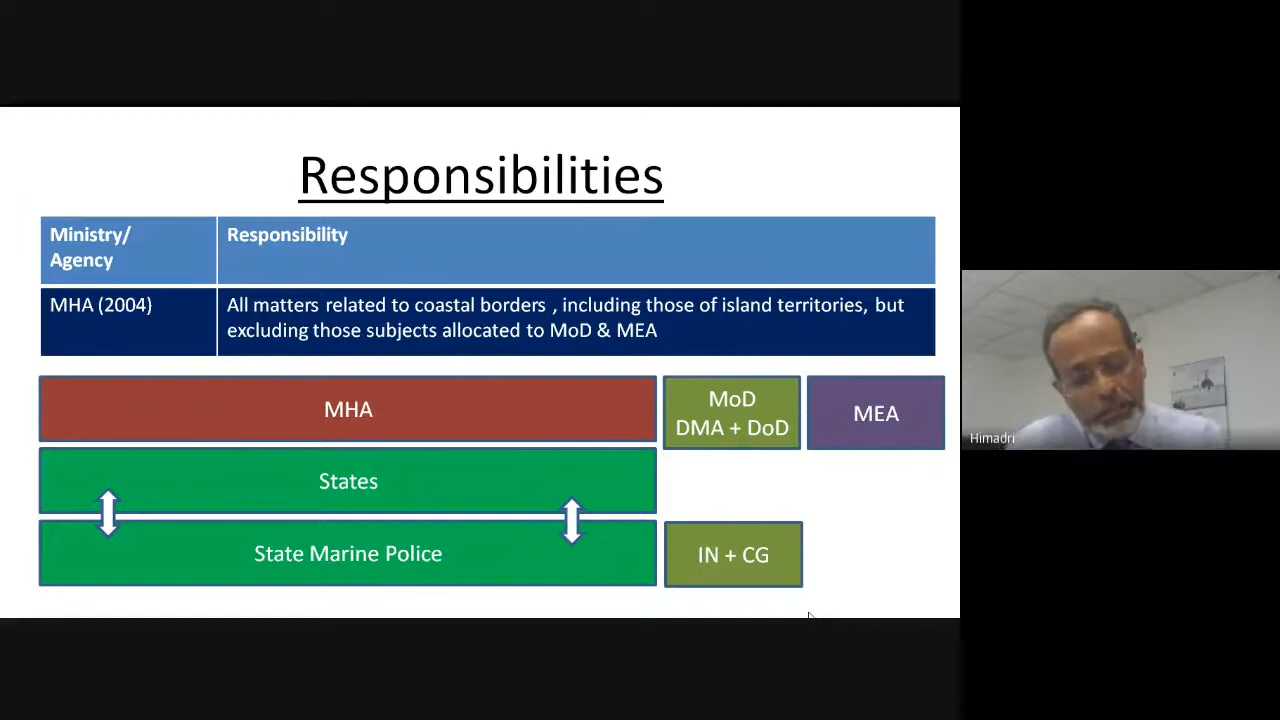 Responsibilities
Ministry/
Agency
Responsibility
MHA (2004)
All matters related to coastal borders , including those of island territories, but
excluding those subjects allocated to MoD & MEA
MHA
MoD
DMA + DoD
MEA
States
State Marine Police
IN + CG
Himadri